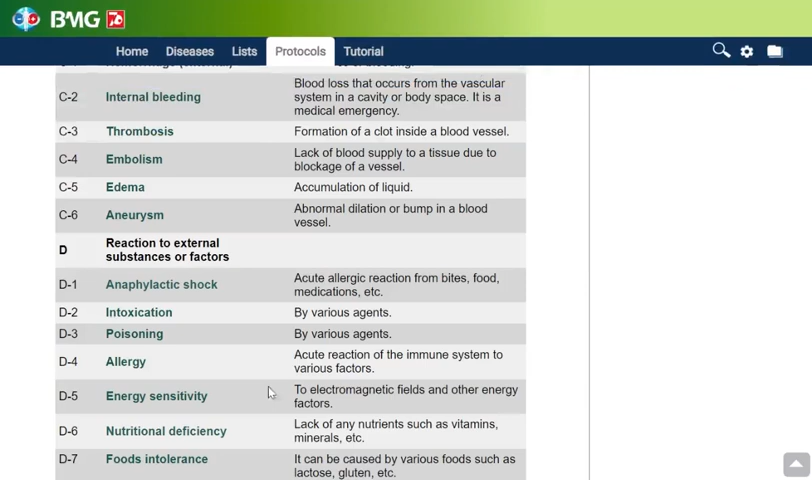 BMG
Home Diseases Lists Protocols Tutorial
C-2 Internal bleeding Blood loss that occurs from the vascular
system in a cavity or body space. It is a
medical emergency.
C-3 Thrombosis Formation of a clot inside a blood vessel.
C-4 Embolism Lack of blood supply to a tissue due to
blockage of a vessel.
C-5 Edema Accumulation of liquid.
C-6 Aneurysm Abnormal dilation or bump in a blood
vessel.
D Reaction to external
substances or factors
D-1 Anaphylactic shock Acute allergic reaction from bites, food,
medications, etc.
D-2 Intoxication By various agents.
D-3 Poisoning By various agents.
D-4 Allergy Acute reaction of the immune system to
various factors.
D-5 Energy sensitivity To electromagnetic fields and other energy
factors.
D-6 Nutritional deficiency Lack of any nutrients such as vitamins,
minerals, etc.
D-7 Foods intolerance It can be caused by various foods such as
lactose, gluten, etc.